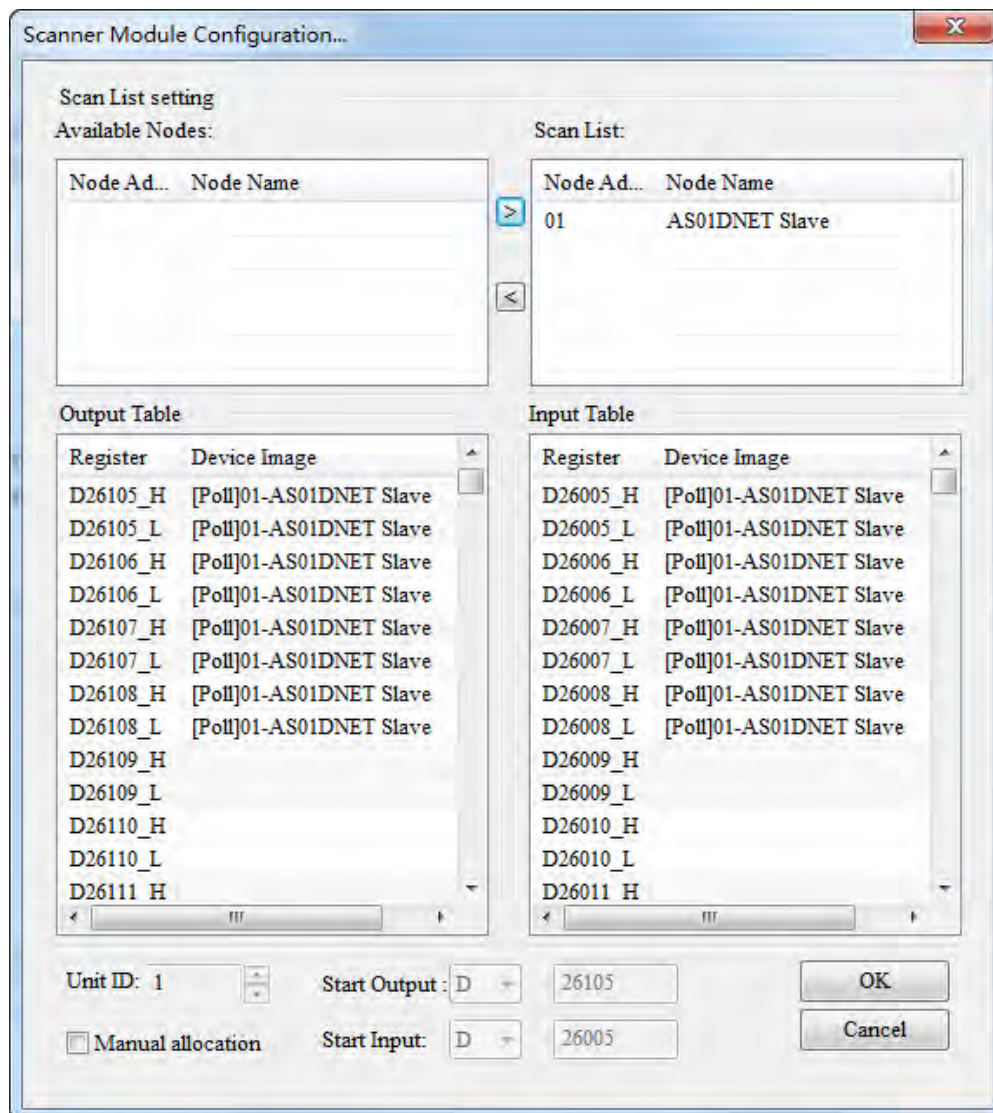 Scanner Module Configuration...
Scan List setting
Available Nodes:
Scan List:
Node Ad... Node Name
Node Ad... Node Name
>
01 AS01DNET Slave
<
Output Table
Input Table
Register Device Image
Register Device Image
D26105_H [Poll]01-AS01DNET Slave
D26005_H [Poll]01-AS01DNET Slave
D26105_L [Poll]01-AS01DNET Slave
D26005_L [Poll]01-AS01DNET Slave
D26106_H [Poll]01-AS01DNET Slave
D26006_H [Poll]01-AS01DNET Slave
D26106_L [Poll]01-AS01DNET Slave
D26006_L [Poll]01-AS01DNET Slave
D26107_H [Poll]01-AS01DNET Slave
D26007_H [Poll]01-AS01DNET Slave
D26107_L [Poll]01-AS01DNET Slave
D26007_L [Poll]01-AS01DNET Slave
D26108_H [Poll]01-AS01DNET Slave
D26008_H [Poll]01-AS01DNET Slave
D26108_L [Poll]01-AS01DNET Slave
D26008_L [Poll]01-AS01DNET Slave
D26109_H
D26009_H
D26109_L
D26009_L
D26110_H
D26010_H
D26110_L
D26010_L
D26111_H
D26011_H
Unit ID: 1
Start Output : D 26105
OK
Manual allocation
Start Input: D 26005
Cancel